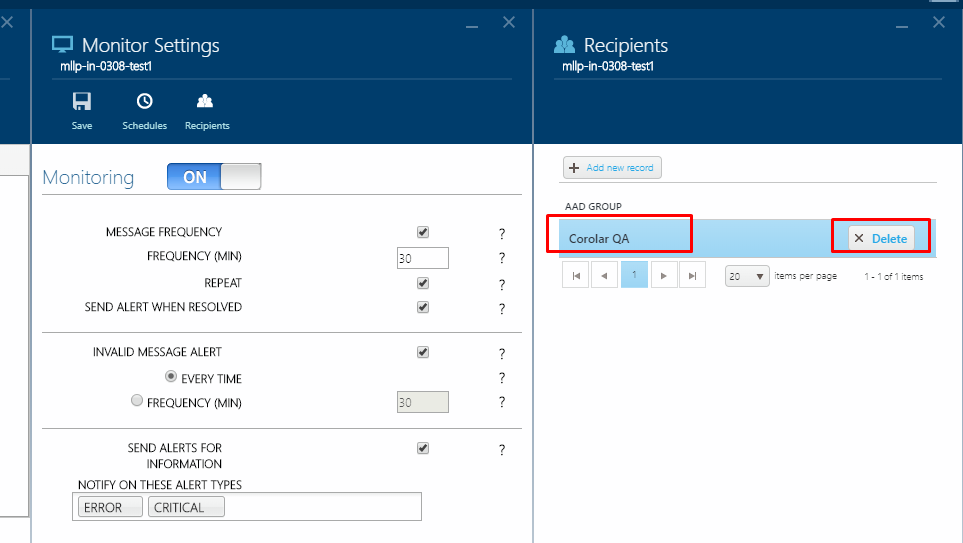 Monitor Settings
mllp-in-0308-test1
Save
Schedules
Recipients
Monitoring
ON
MESSAGE FREQUENCY
?
FREQUENCY (MIN)
30
?
REPEAT
?
SEND ALERT WHEN RESOLVED
?
INVALID MESSAGE ALERT
?
EVERY TIME
?
FREQUENCY (MIN)
30
?
SEND ALERTS FOR
INFORMATION
?
NOTIFY ON THESE ALERT TYPES
ERROR
CRITICAL
Recipients
mllp-in-0308-test1
+ Add new record
AAD GROUP
Corolar QA
× Delete
1
20
items per page
1 - 1 of 1 items